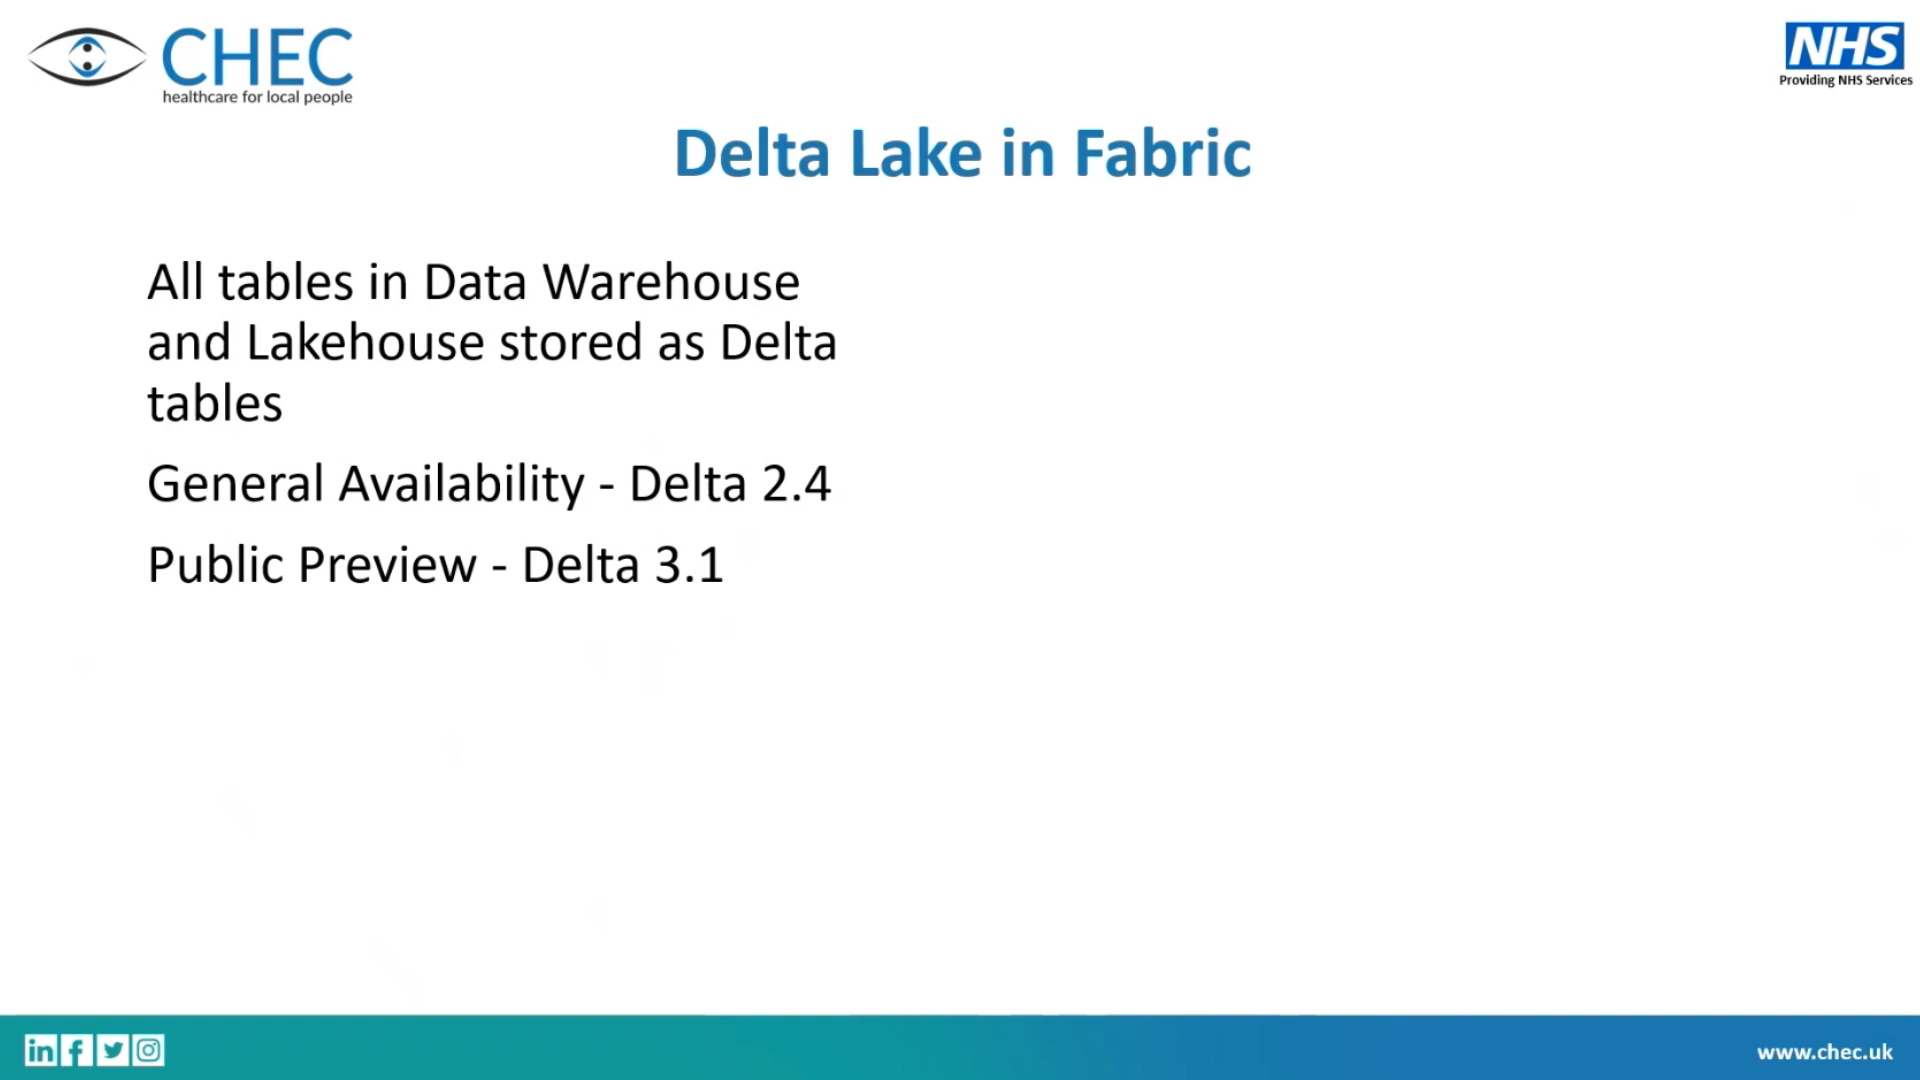 CHEC
healthcare for local people
NHS
Providing NHS Services
Delta Lake in Fabric
All tables in Data Warehouse
and Lakehouse stored as Delta
tables
General Availability - Delta 2.4
Public Preview - Delta 3.1
in f
www.chec.uk